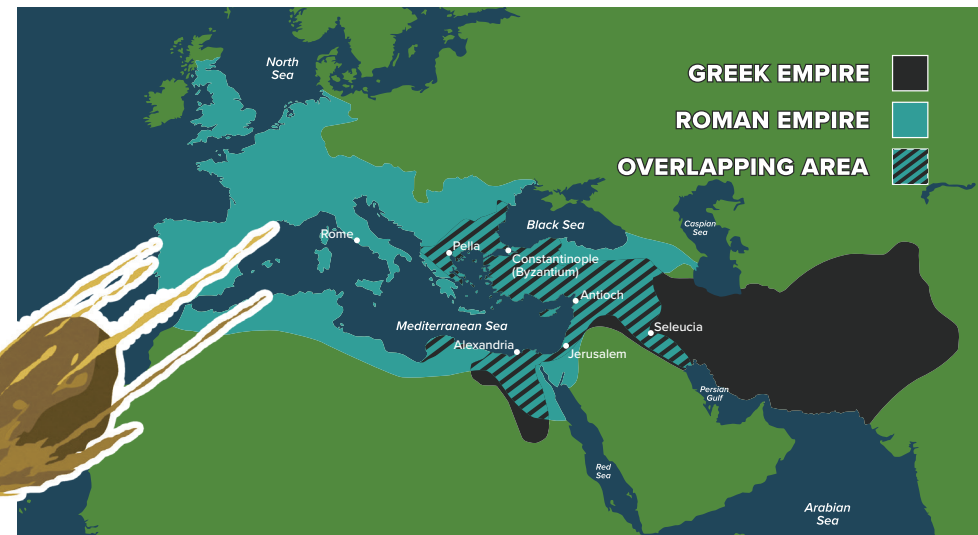 North
Sea
GREEK EMPIRE
ROMAN EMPIRE
OVERLAPPING AREA
Black Sea
Caspian
Sea
Rome
Pella
Constantinople
(Byzantium)
Antioch
Mediterranean Sea
Seleucia
Alexandria
Jerusalem
Persian
Gulf
Red
Sea
Arabian
Sea